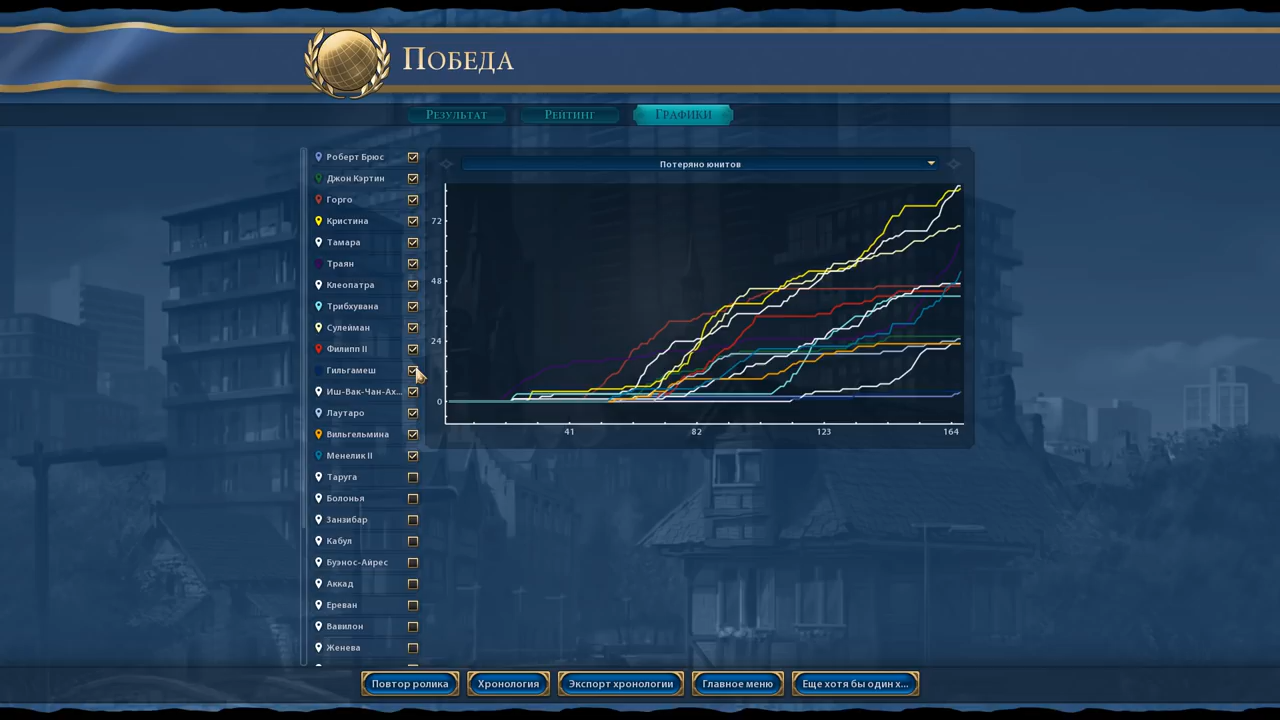 Победа
Результат
Рейтинг
Графики
Роберт Брюс
Джон Кэртин
Горго
Кристина
Тамара
Траян
Клеопатра
Трибхувана
Сулейман
Филипп II
Гильгамеш
Иш-Вак-Чан-Ах...
Лаутаро
Вильгельмина
Менелик II
Таруга
Болонья
Занзибар
Кабул
Буэнос-Айрес
Аккад
Ереван
Вавилон
Женева
Потеряно юнитов
72
48
24
0
41
82
123
164
Повтор ролика
Хронология
Экспорт хронологии
Главное меню
Еще хотя бы один х...